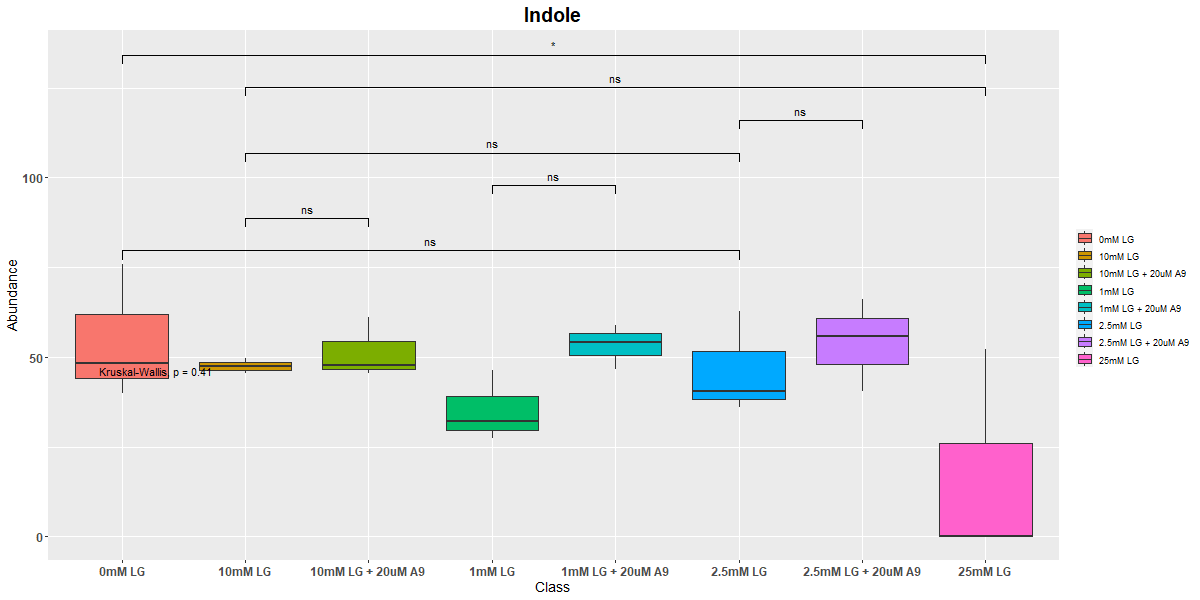 Indole
*
ns
ns
ns
ns
ns
ns
Kruskal-Wallis, p = 0.41
Abundance
100
50
0
0mM LG
10mM LG
10mM LG + 20uM A9
1mM LG
1mM LG + 20uM A9
2.5mM LG
2.5mM LG + 20uM A9
25mM LG
Class
0mM LG
10mM LG
10mM LG + 20uM A9
1mM LG
1mM LG + 20uM A9
2.5mM LG
2.5mM LG + 20uM A9
25mM LG